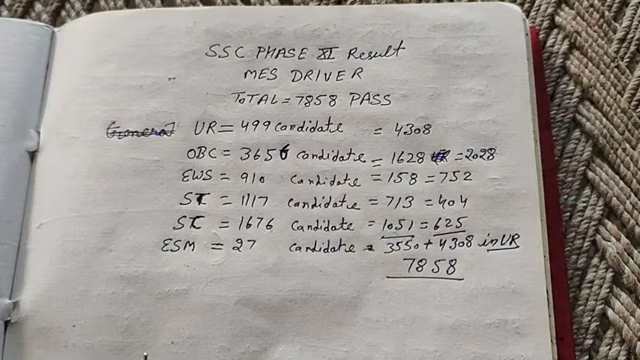 SSC PHASE XI Result
MES DRIVER
TOTAL = 7858 PASS
General UR = 499 candidate = 4308
OBC = 3656 candidate = 1628 UR = 2028
EWS = 910 candidate = 158 = 752
ST = 1117 candidate = 713 = 404
SC = 1676 candidate = 1051 = 625
ESM = 27 candidate = 3550 + 4308 in UR
7858